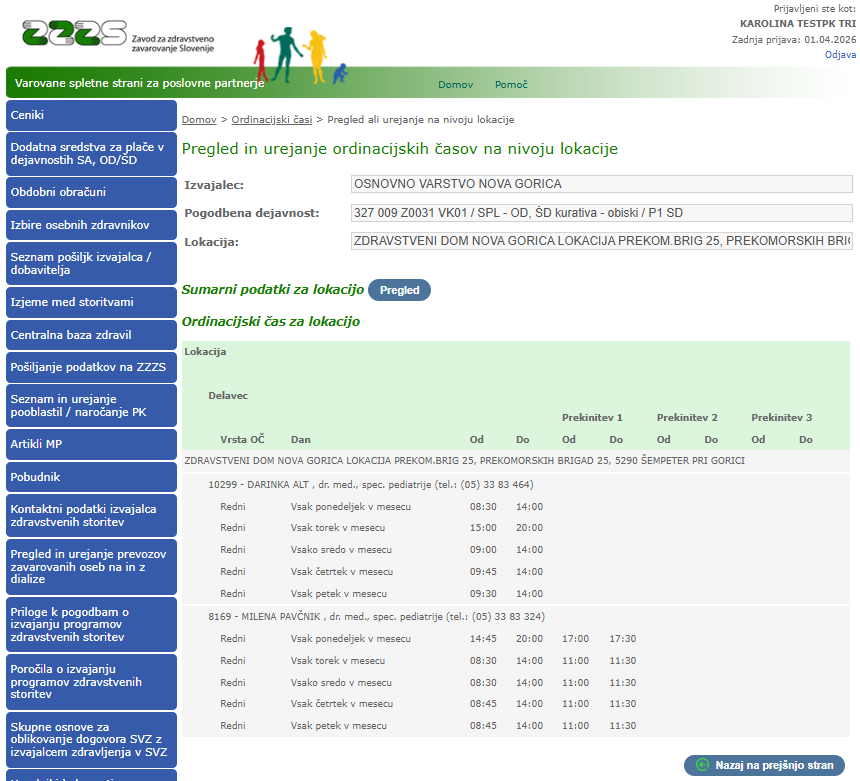 Prijavljeni ste kot:
KAROLINA TESTPK TRI
Zadnja prijava: 01.04.2026
Odjava
ZZZS Zavod za zdravstveno
zavarovanje Slovenije
Varovane spletne strani za poslovne partnerje
Domov Pomoč
Ceniki
Dodatna sredstva za plače v
dejavnostih SA, OD/ŠD
Obdobni obračuni
Izbire osebnih zdravnikov
Seznam pošiljk izvajalca /
dobavitelja
Izjeme med storitvami
Centralna baza zdravil
Pošiljanje podatkov na ZZZS
Seznam in urejanje
pooblastil / naročanje PK
Artikli MP
Pobudnik
Kontaktni podatki izvajalca
zdravstvenih storitev
Pregled in urejanje prevozov
zavarovanih oseb na in z
dialize
Priloge k pogodbam o
izvajanju programov
zdravstvenih storitev
Poročila o izvajanju
programov zdravstvenih
storitev
Skupne osnove za
oblikovanje dogovora SVZ z
izvajalcem zdravljenja v SVZ
Domov > Ordinacijski časi > Pregled ali urejanje na nivoju lokacije
Pregled in urejanje ordinacijskih časov na nivoju lokacije
Izvajalec: OSNOVNO VARSTVO NOVA GORICA
Pogodbena dejavnost: 327 009 Z0031 VK01 / SPL - OD, ŠD kurativa - obiski / P1 SD
Lokacija: ZDRAVSTVENI DOM NOVA GORICA LOKACIJA PREKOM.BRIG 25, PREKOMORSKIH
Sumarni podatki za lokacijo Pregled
Ordinacijski čas za lokacijo
Lokacija
Delavec
Prekinitev 1 Prekinitev 2 Prekinitev 3
Vrsta OČ Dan Od Do Od Do Od Do Od Do
ZDRAVSTVENI DOM NOVA GORICA LOKACIJA PREKOM.BRIG 25, PREKOMORSKIH BRIGAD 25, 5290 ŠEMPETER PRI GORICI
10299 - DARINKA ALT , dr. med., spec. pediatrije (tel.: (05) 33 83 464)
Redni Vsak ponedeljek v mesecu 08:30 14:00
Redni Vsak torek v mesecu 15:00 20:00
Redni Vsako sredo v mesecu 09:00 14:00
Redni Vsak četrtek v mesecu 09:45 14:00
Redni Vsak petek v mesecu 09:30 14:00
8169 - MILENA PAVČNIK , dr. med., spec. pediatrije (tel.: (05) 33 83 324)
Redni Vsak ponedeljek v mesecu 14:45 20:00 17:00 17:30
Redni Vsak torek v mesecu 08:30 14:00 11:00 11:30
Redni Vsako sredo v mesecu 08:30 14:00 11:00 11:30
Redni Vsak četrtek v mesecu 08:45 14:00 11:00 11:30
Redni Vsak petek v mesecu 08:45 14:00 11:00 11:30
Nazaj na prejšnjo stran